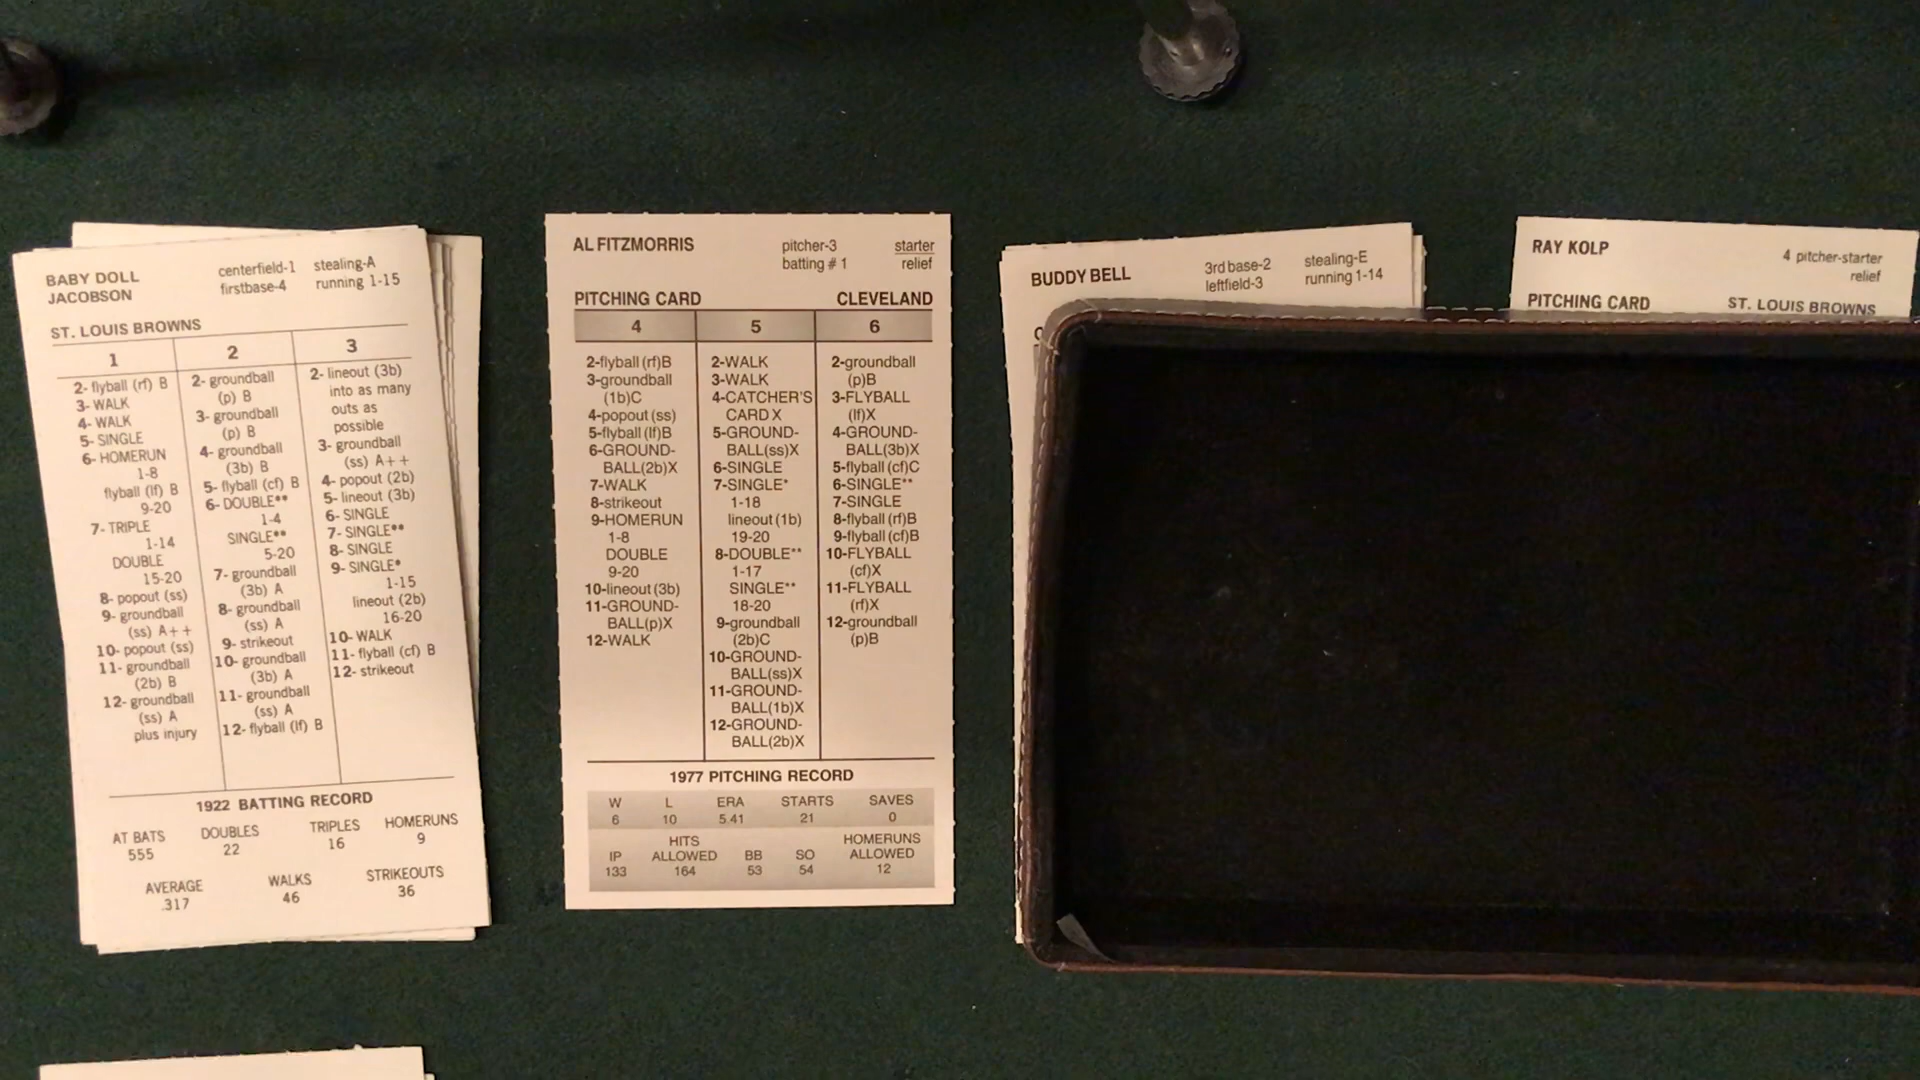 BABY DOLL
JACOBSON
centerfield-1 stealing-A
firstbase-4 running 1-15
ST. LOUIS BROWNS
1
2- flyball (rf) B
3- WALK
4- WALK
5- SINGLE
6- HOMERUN
1-8
flyball (lf) B
9-20
7- TRIPLE
1-14
DOUBLE
15-20
8- popout (ss)
9- groundball
(ss) A++
10- popout (ss)
11- groundball
(2b) B
12- groundball
(ss) A
plus injury
2
2- groundball
(p) B
3- groundball
(p) B
4- groundball
(3b) B
5- flyball (cf) B
6- DOUBLE**
1-4
SINGLE**
5-20
7- groundball
(3b) A
8- groundball
(ss) A
9- strikeout
10- groundball
(3b) A
11- groundball
(ss) A
12- flyball (lf) B
3
2- lineout (3b)
into as many
outs as
possible
3- groundball
(ss) A++
4- popout (2b)
5- lineout (3b)
6- SINGLE
7- SINGLE**
8- SINGLE
9- SINGLE*
1-15
lineout (2b)
16-20
10- WALK
11- flyball (cf) B
12- strikeout
1922 BATTING RECORD
AT BATS DOUBLES TRIPLES HOMERUNS
555 22 16 9
AVERAGE WALKS STRIKEOUTS
.317 46 36
AL FITZMORRIS
pitcher-3 starter
batting # 1 relief
PITCHING CARD CLEVELAND
4
2-flyball (rf)B
3-groundball
(1b)C
4-popout (ss)
5-flyball (lf)B
6-GROUND-
BALL(2b)X
7-WALK
8-strikeout
9-HOMERUN
1-8
DOUBLE
9-20
10-lineout (3b)
11-GROUND-
BALL(p)X
12-WALK
5
2-WALK
3-WALK
4-CATCHER'S
CARD X
5-GROUND-
BALL(ss)X
6-SINGLE
7-SINGLE*
1-18
lineout (1b)
19-20
8-DOUBLE**
1-17
SINGLE**
18-20
9-groundball
(2b)C
10-GROUND-
BALL(ss)X
11-GROUND-
BALL(1b)X
12-GROUND-
BALL(2b)X
6
2-groundball
(p)B
3-FLYBALL
(lf)X
4-GROUND-
BALL(3b)X
5-flyball (cf)C
6-SINGLE**
7-SINGLE
8-flyball (rf)B
9-flyball (cf)B
10-FLYBALL
(cf)X
11-FLYBALL
(rf)X
12-groundball
(p)B
1977 PITCHING RECORD
W L ERA STARTS SAVES
6 10 5.41 21 0
IP HITS ALLOWED BB SO HOMERUNS ALLOWED
133 164 53 54 12
BUDDY BELL
3rd base-2 stealing-E
leftfield-3 running 1-14
RAY KOLP
4 pitcher-starter
relief
PITCHING CARD ST. LOUIS BROWNS